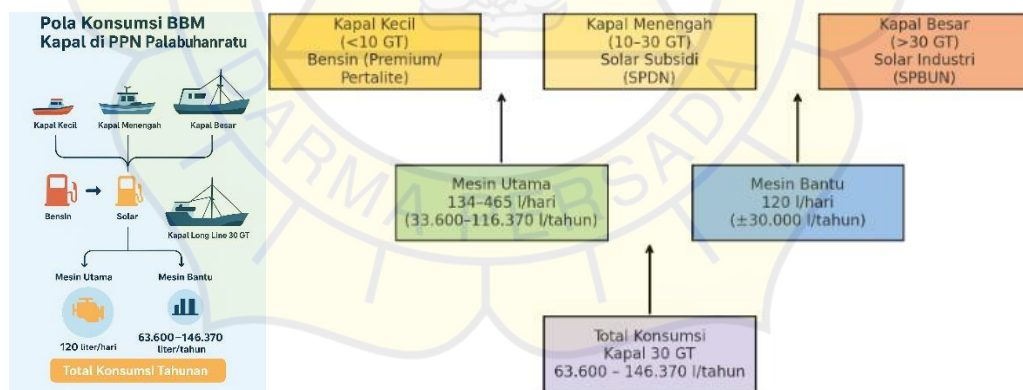 Pola Konsumsi BBM
Kapal di PPN Palabuhanratu
Kapal Kecil
Kapal Menengah
Kapal Besar
Bensin
Solar
Kapal Long Line 30 GT
Mesin Utama
Mesin Bantu
120 liter/hari
63.600–146.370
liter/tahun
Total Konsumsi Tahunan
Kapal Kecil
(<10 GT)
Bensin (Premium/
Pertalite)
Kapal Menengah
(10–30 GT)
Solar Subsidi
(SPDN)
Kapal Besar
(>30 GT)
Solar Industri
(SPBUN)
Mesin Utama
134–465 l/hari
(33.600–116.370 l/tahun)
Mesin Bantu
120 l/hari
(±30.000 l/tahun)
Total Konsumsi
Kapal 30 GT
63.600 – 146.370 l/tahun
DARMA PERSADA